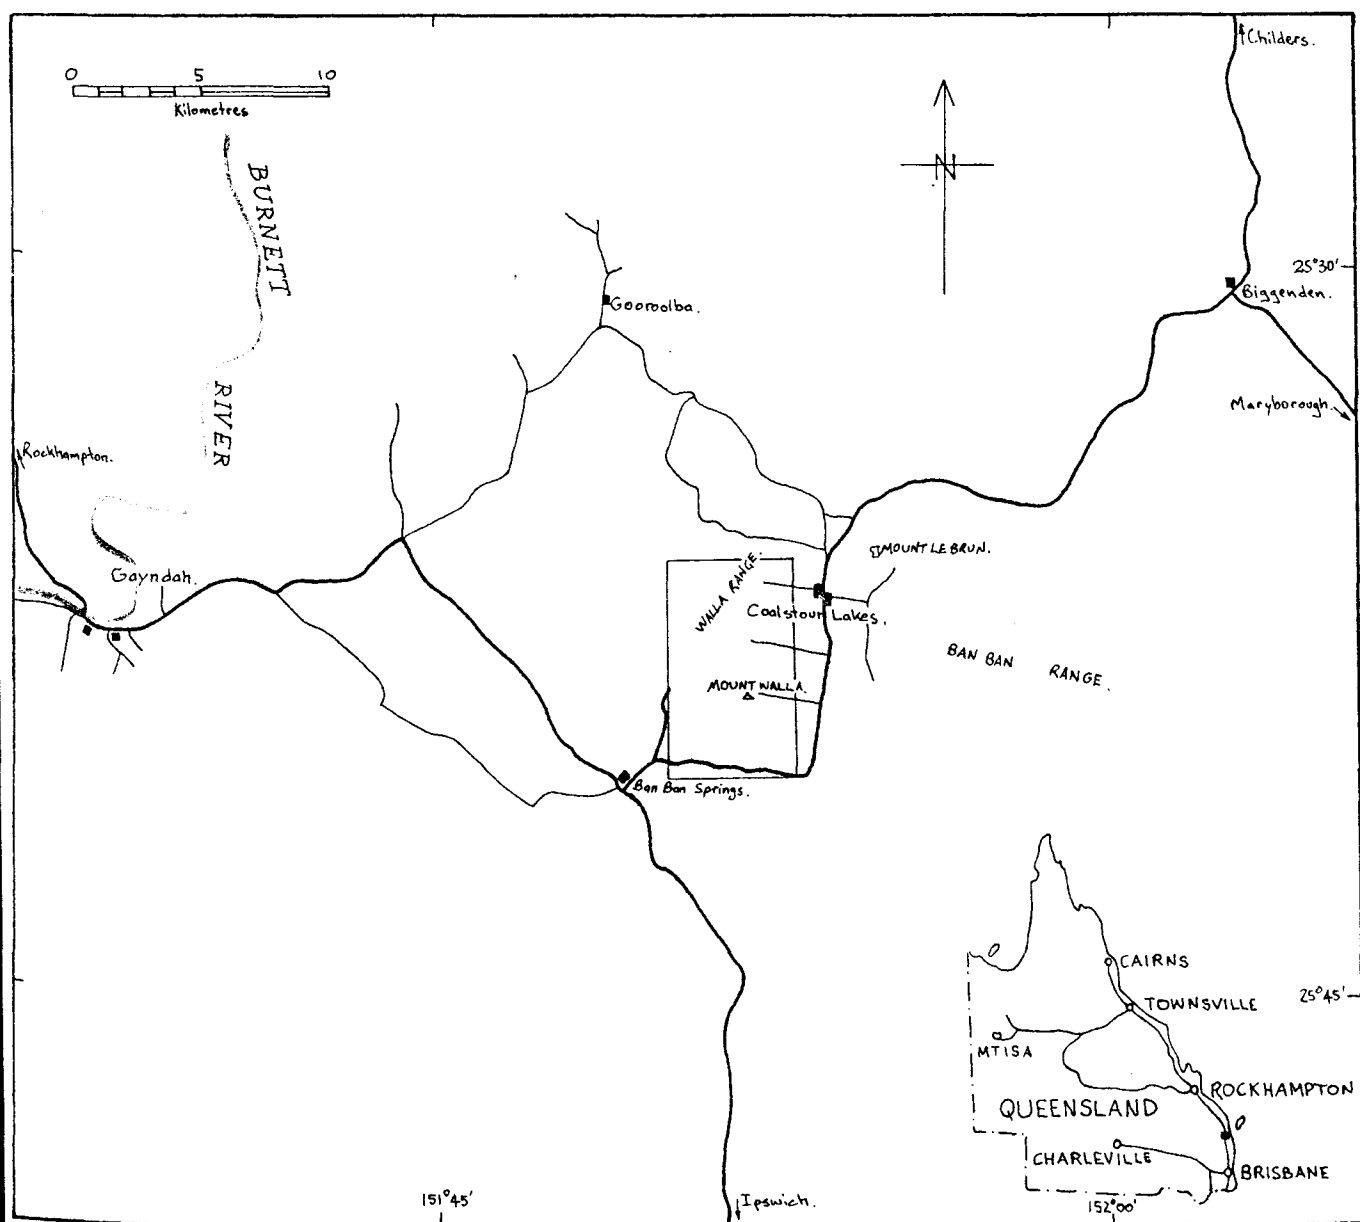 Childers.
0 5 10
Kilometres
N
BURNETT
RIVER
25°30'
Biggenden.
Gooroolba.
Maryborough.
Rockhampton.
MOUNT LE BRUN.
WALLA RANGE.
Gayndah.
Coalstoun Lakes.
BAN BAN RANGE.
MOUNT WALLA.
Ban Ban Springs.
CAIRNS
25°45'
TOWNSVILLE
MT ISA
ROCKHAMPTON
QUEENSLAND
CHARLEVILLE
BRISBANE
151°45'
Ipswich.
152°00'